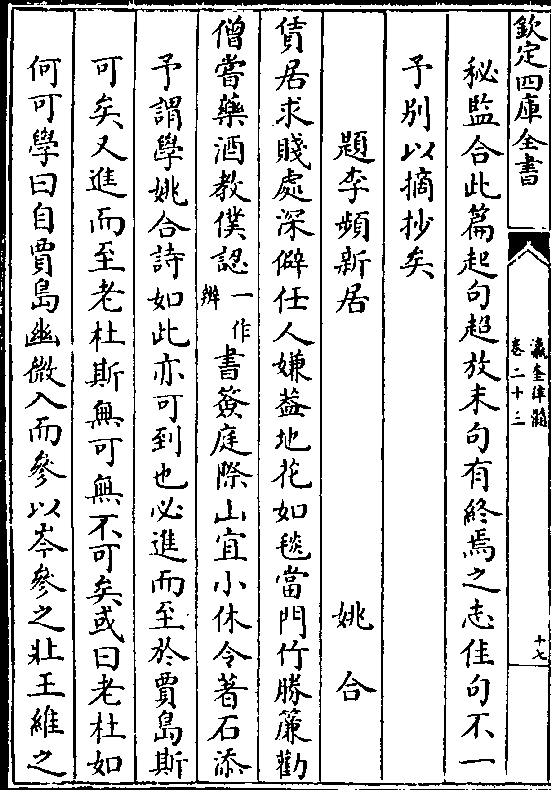 欽定四庫全書
瀛奎律髓
卷二十三
十七
秘監合此篇起句超放末句有終焉之志佳句不一
予別以摘抄矣
題李頻新居
姚合
賃居求賤處深僻任人嫌葢地花如毯當門竹勝簾勸
僧嘗藥酒教僕認一作辨書簽庭際山宜小休令著石添
予謂學姚合詩如此亦可到也必進而至於賈島斯
可矣又進而至老杜斯無可無不可矣或曰老杜如
何可學曰自賈島幽微入而參以岑參之壯王維之